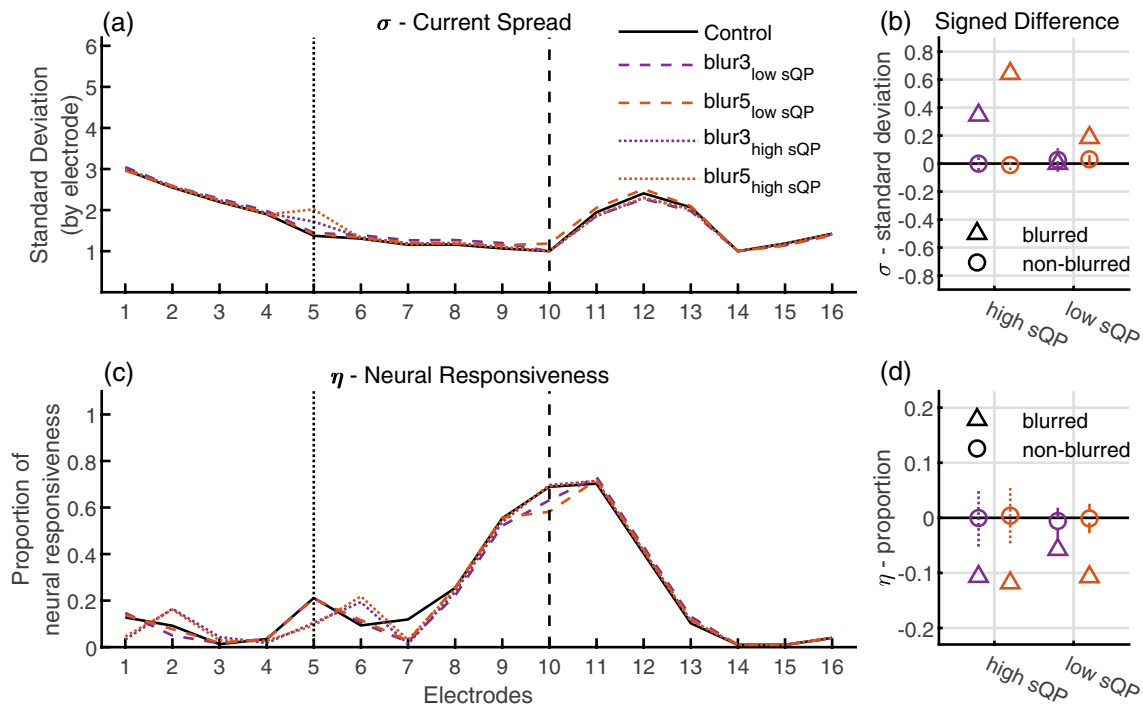 (a)
σ - Current Spread
6
5
4
3
2
1
Standard Deviation
(by electrode)
1 2 3 4 5 6 7 8 9 10 11 12 13 14 15 16
Control
blur3low sQP
blur5low sQP
blur3high sQP
blur5high sQP
(b) Signed Difference
0.8
0.6
0.4
0.2
0
-0.2
-0.4
-0.6
-0.8
σ - standard deviation
blurred
non-blurred
high sQP
low sQP
(c)
η - Neural Responsiveness
1
0.8
0.6
0.4
0.2
0
Proportion of
neural responsiveness
1 2 3 4 5 6 7 8 9 10 11 12 13 14 15 16
Electrodes
(d)
0.2
0.1
0
-0.1
-0.2
η - proportion
blurred
non-blurred
high sQP
low sQP